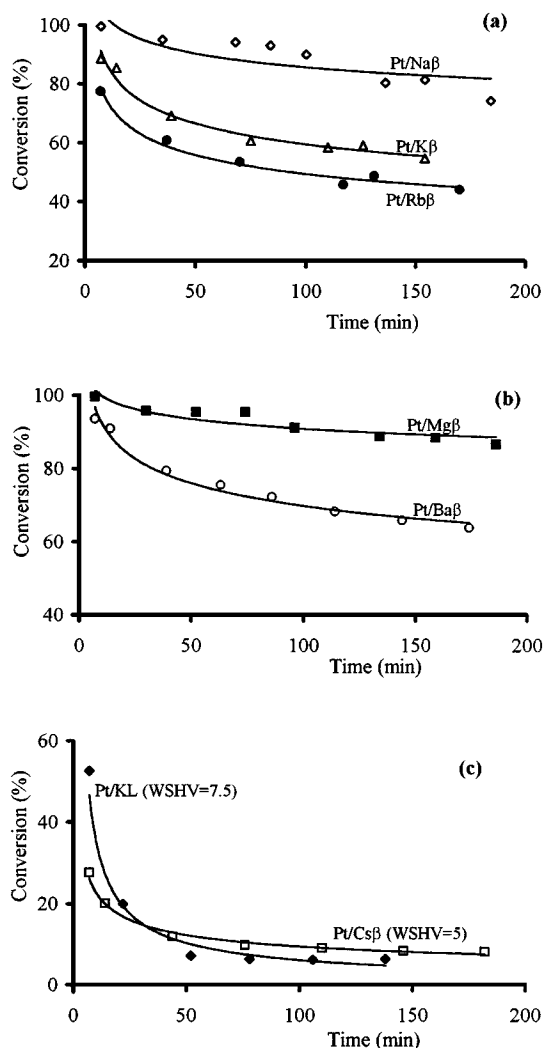 (a)
100
80
60
40
20
Conversion (%)
Pt/Naβ
Pt/Kβ
Pt/Rbβ
0 50 100 150 200
Time (min)
(b)
100
80
60
40
Conversion (%)
Pt/Mgβ
Pt/Baβ
0 50 100 150 200
Time (min)
(c)
60
40
20
0
Conversion (%)
Pt/KL (WSHV=7.5)
Pt/Csβ (WSHV=5)
0 50 100 150 200
Time (min)